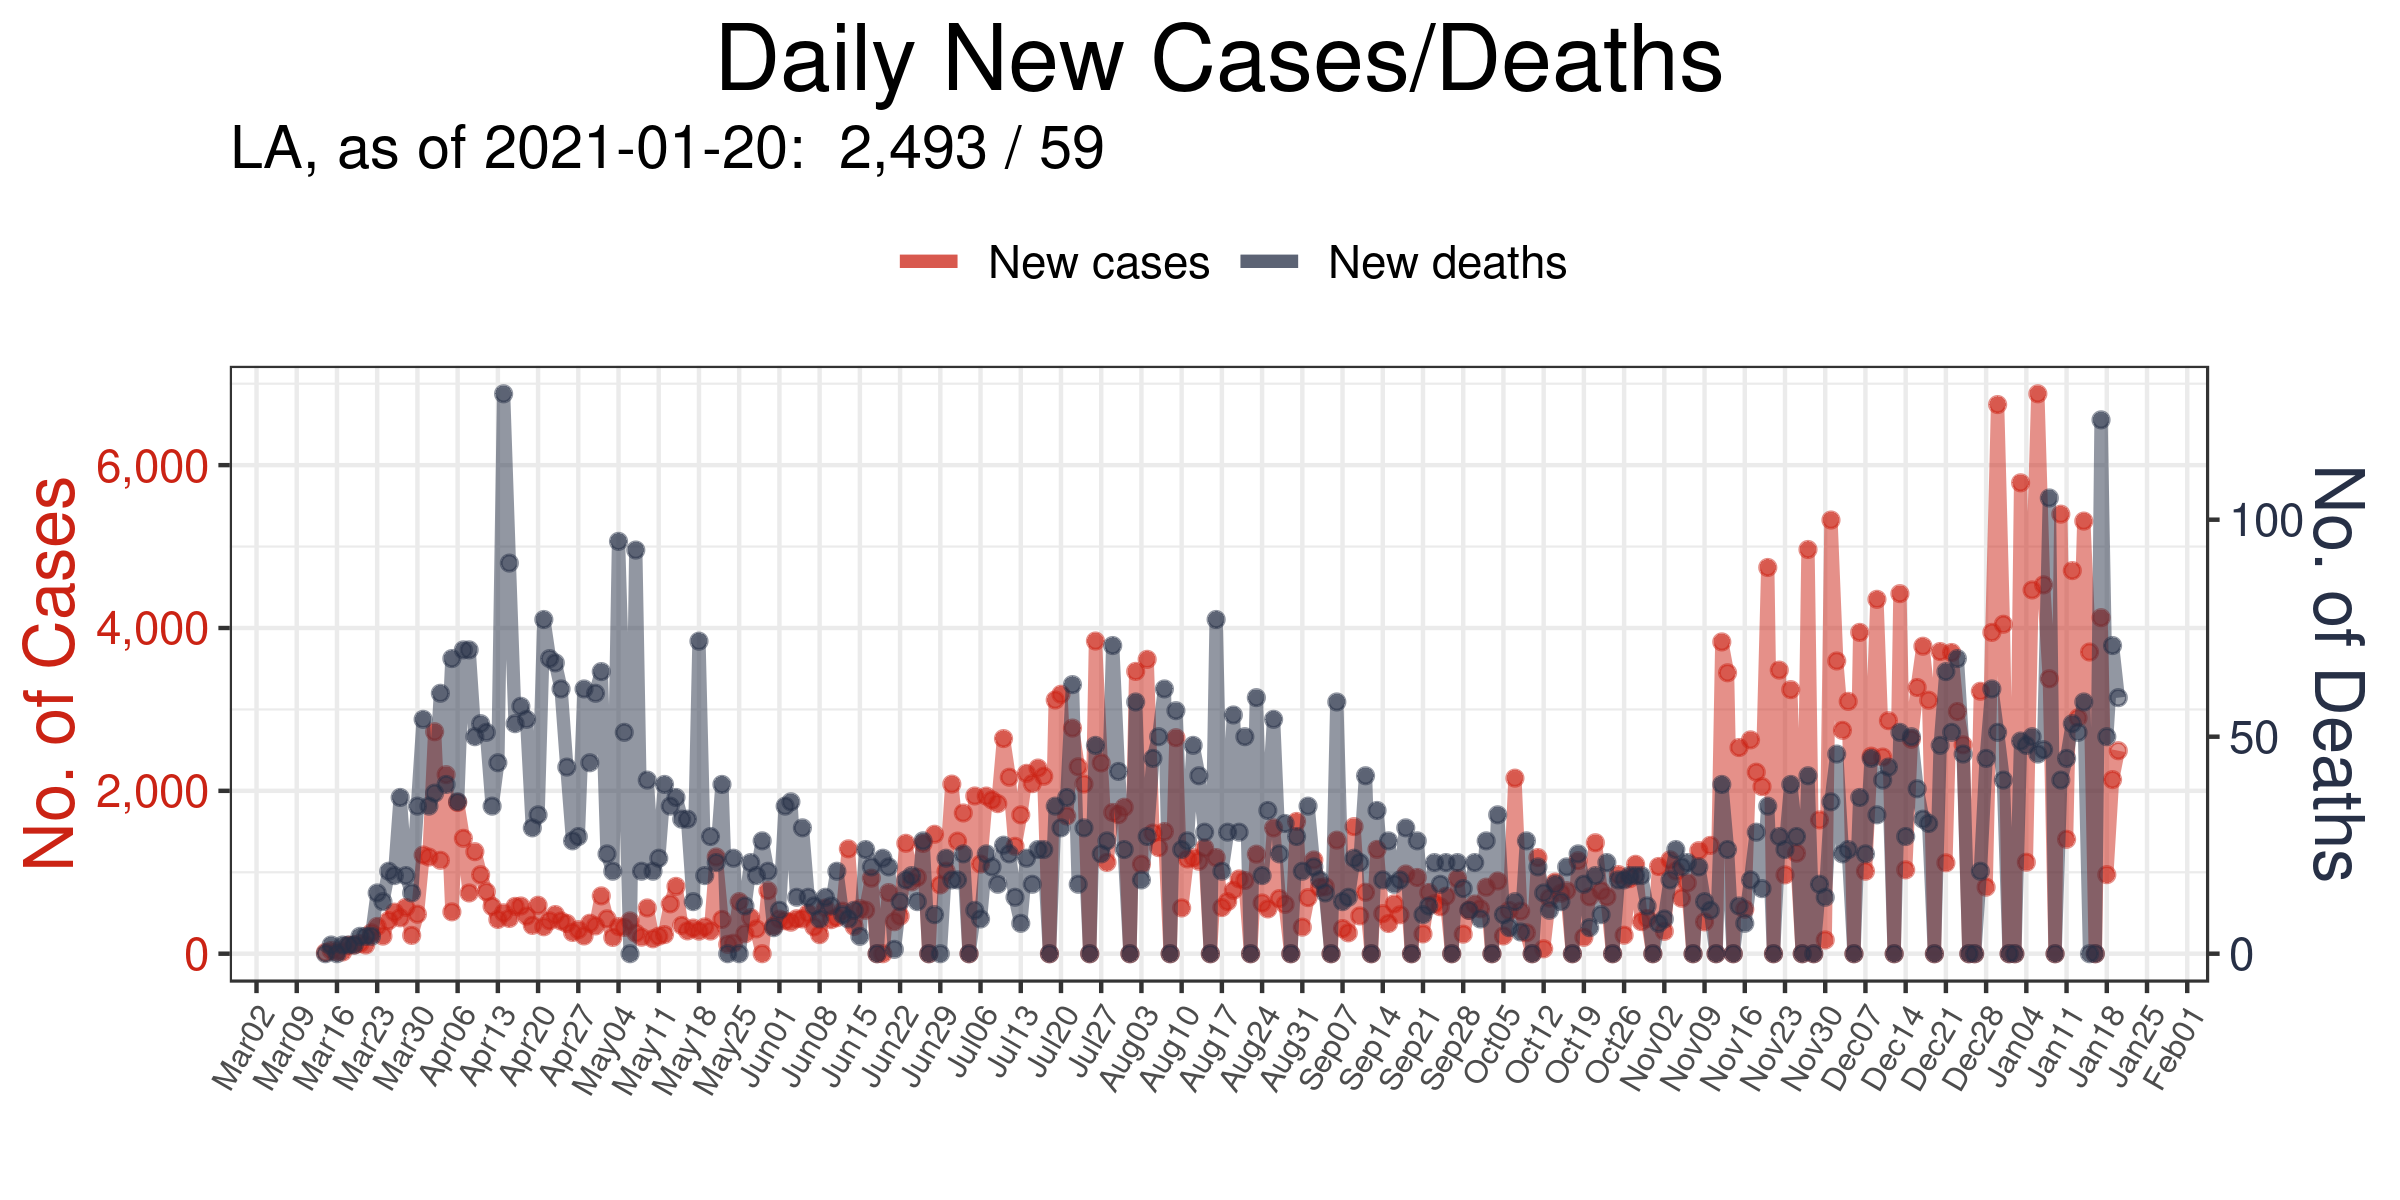 Daily New Cases/Deaths
LA, as of 2021-01-20:  2,493 / 59
New cases New deaths
No. of Cases
6,000
4,000
2,000
0
100
50
0
No. of Deaths
Mar02 Mar09 Mar16 Mar23 Mar30 Apr06 Apr13 Apr20 Apr27 May04 May11 May18 May25 Jun01 Jun08 Jun15 Jun22 Jun29 Jul06 Jul13 Jul20 Jul27 Aug03 Aug10 Aug17 Aug24 Aug31 Sep07 Sep14 Sep21 Sep28 Oct05 Oct12 Oct19 Oct26 Nov02 Nov09 Nov16 Nov23 Nov30 Dec07 Dec14 Dec21 Dec28 Jan04 Jan11 Jan18 Jan25 Feb01